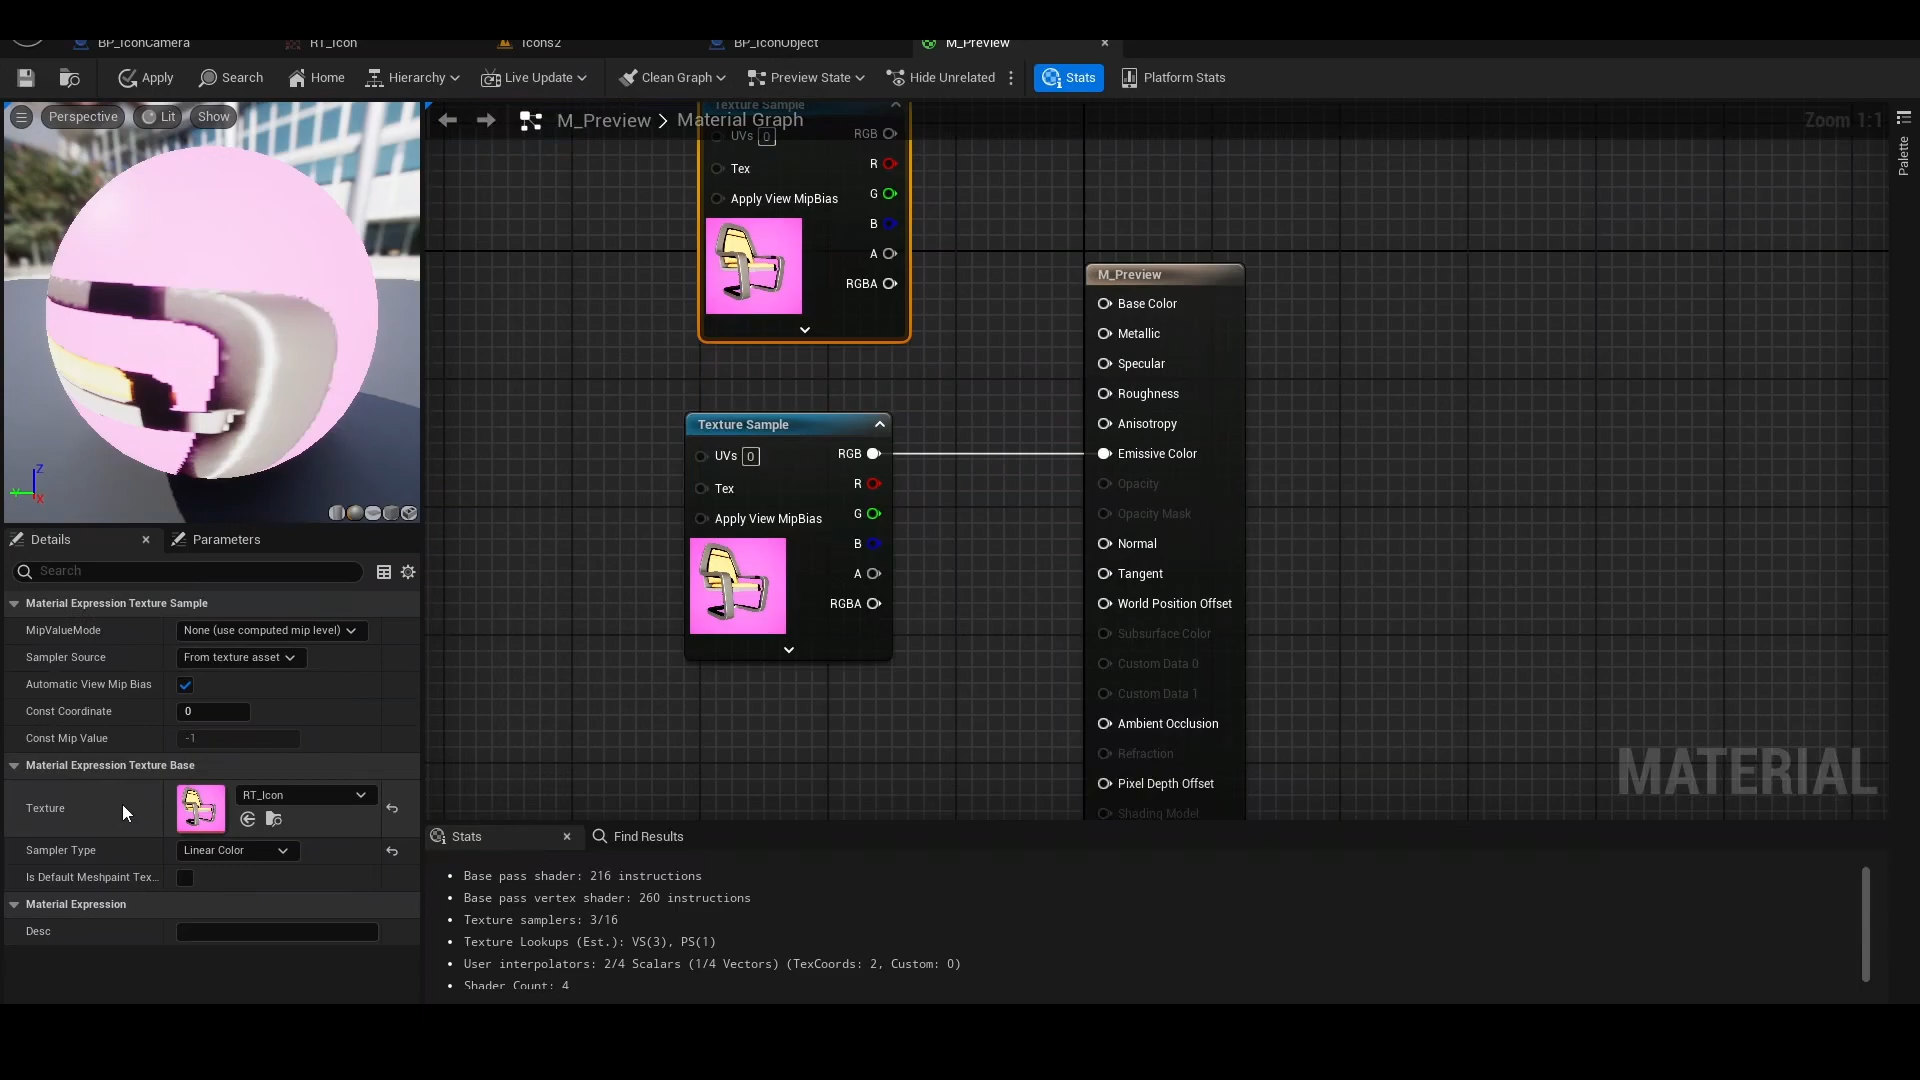 BP_IconCamera
RT_Icon
Icons2
BP_IconObject
M_Preview
Apply
Search
Home
Hierarchy
Live Update
Clean Graph
Preview State
Hide Unrelated
Stats
Platform Stats
Perspective
Lit
Show
M_Preview > Material Graph
Zoom 1:1
Palette
Texture Sample
UVs 0
RGB
R
Tex
G
Apply View MipBias
B
A
RGBA
Texture Sample
UVs 0
RGB
R
Tex
G
Apply View MipBias
B
A
RGBA
M_Preview
Base Color
Metallic
Specular
Roughness
Anisotropy
Emissive Color
Opacity
Opacity Mask
Normal
Tangent
World Position Offset
Subsurface Color
Custom Data 0
Custom Data 1
Ambient Occlusion
Refraction
Pixel Depth Offset
Shading Model
MATERIAL
Z
Y
X
Details
Parameters
Search
Material Expression Texture Sample
MipValueMode
None (use computed mip level)
Sampler Source
From texture asset
Automatic View Mip Bias
Const Coordinate
0
Const Mip Value
-1
Material Expression Texture Base
Texture
RT_Icon
Sampler Type
Linear Color
Is Default Meshpaint Tex...
Material Expression
Desc
Stats
Find Results
Base pass shader: 216 instructions
Base pass vertex shader: 260 instructions
Texture samplers: 3/16
Texture Lookups (Est.): VS(3), PS(1)
User interpolators: 2/4 Scalars (1/4 Vectors) (TexCoords: 2, Custom: 0)
Shader Count: 4